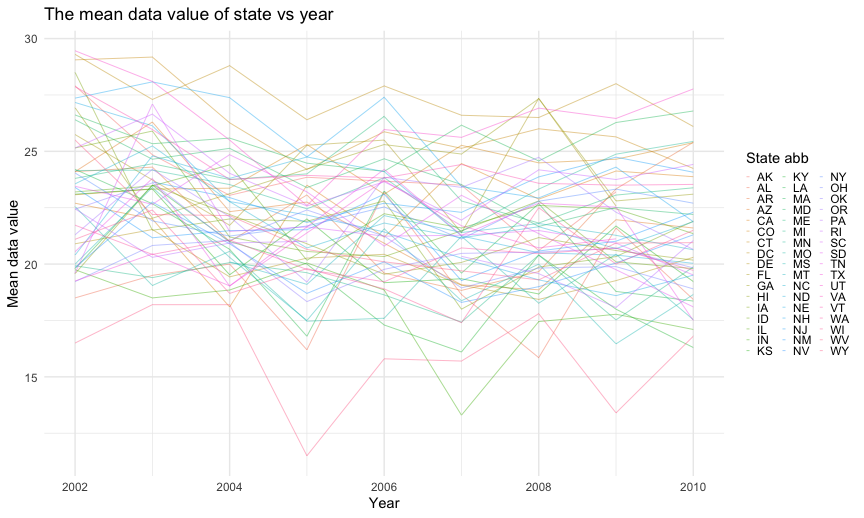 The mean data value of state vs year
30
25
20
15
Mean data value
2002
2004
2006
2008
2010
Year
State abb
AK KY NY
AL LA OH
AR MA OK
AZ MD OR
CA ME PA
CO MI RI
CT MN SC
DC MO SD
DE MS TN
FL MT TX
GA NC UT
HI ND VA
IA NE VT
ID NH WA
IL NJ WI
IN NM WV
KS NV WY